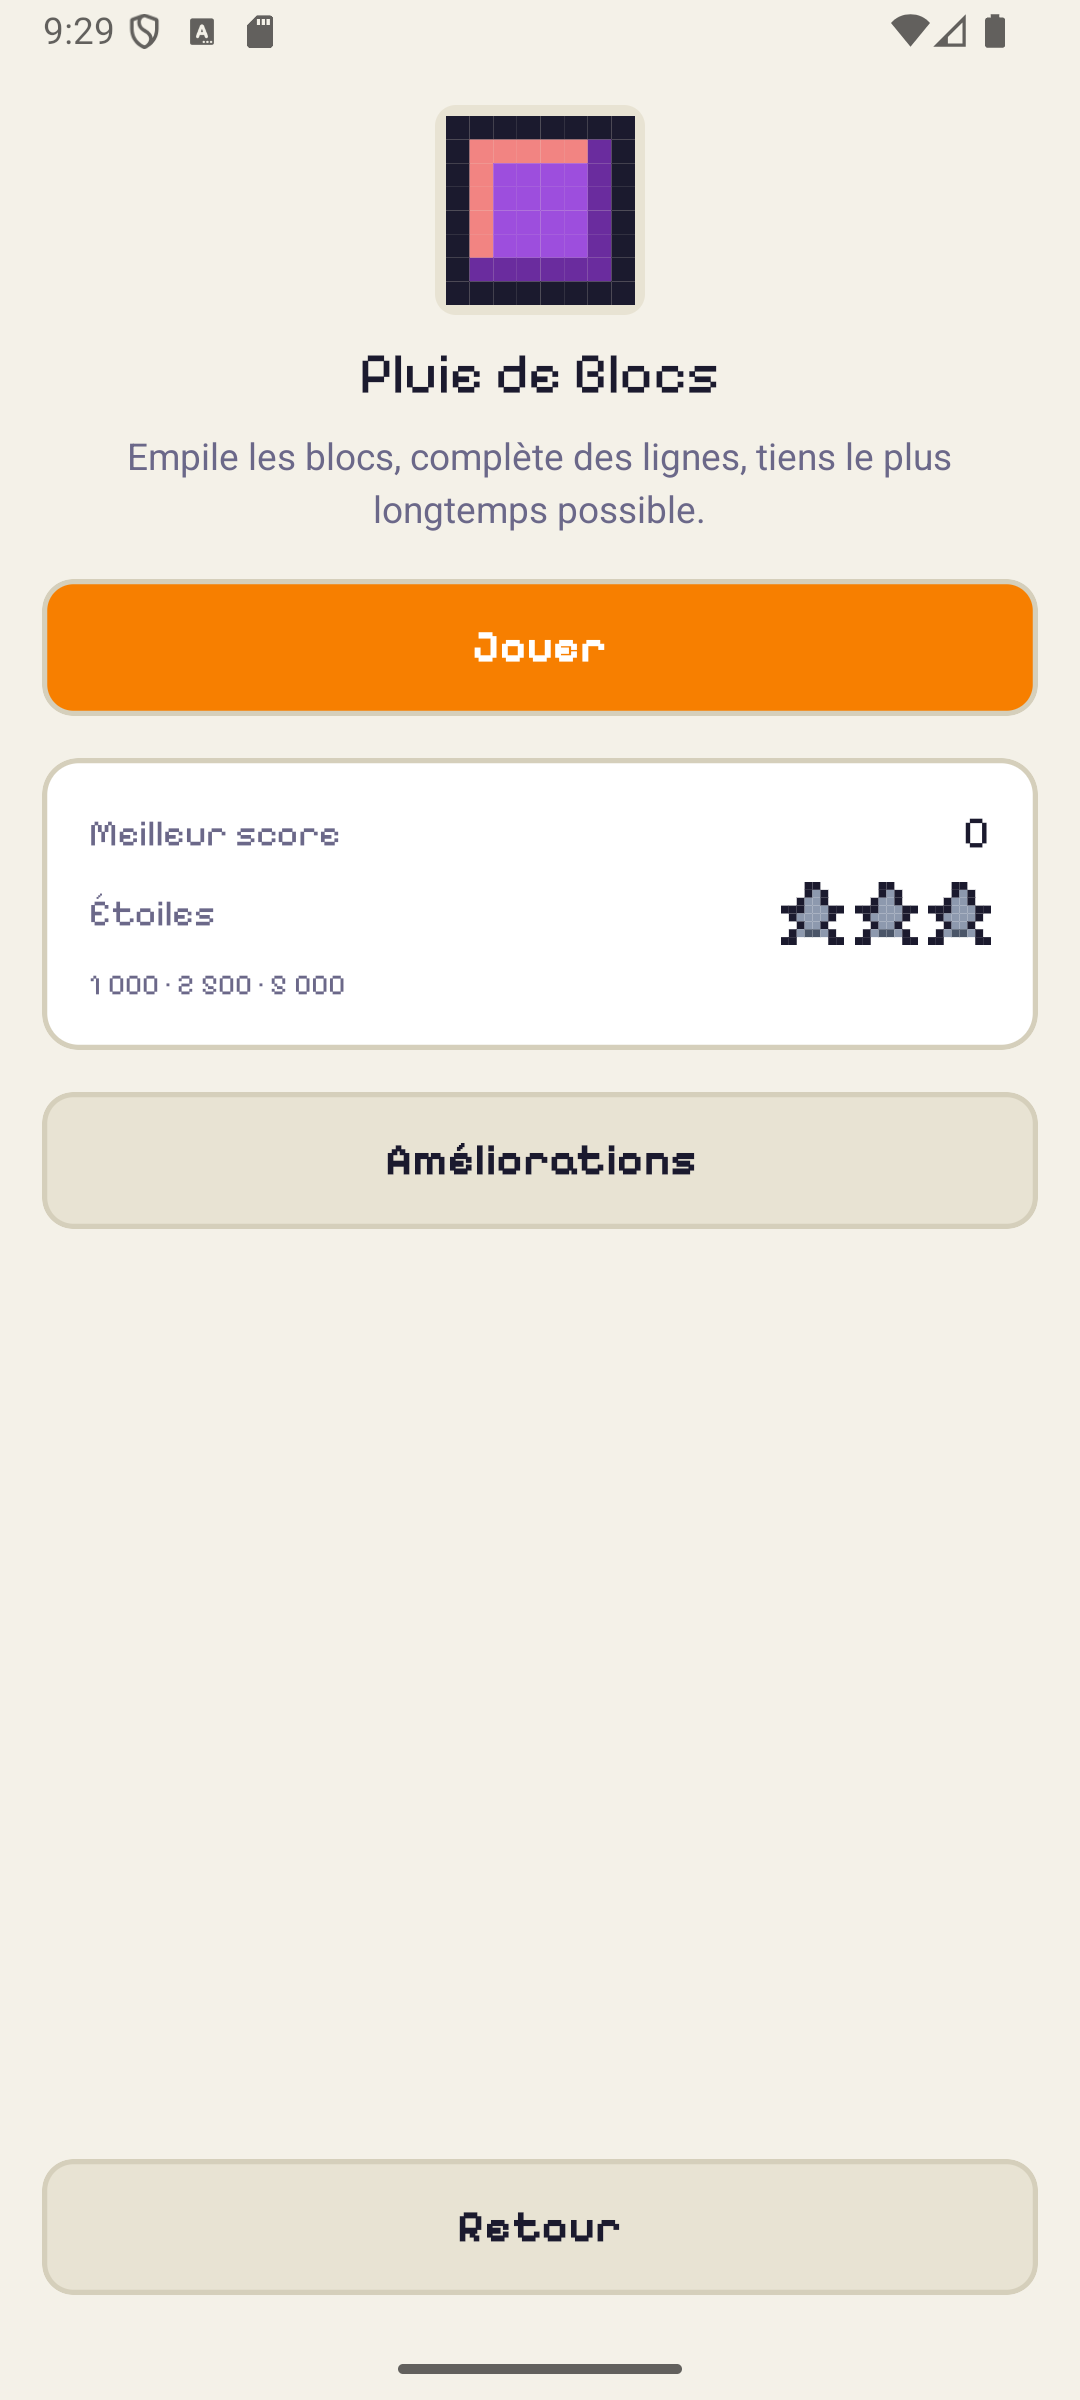 9:29
Pluie de Blocs
Empile les blocs, complète des lignes, tiens le plus
longtemps possible.
Jouer
Meilleur score
0
Étoiles
1 000 · 2 500 · 5 000
Améliorations
Retour